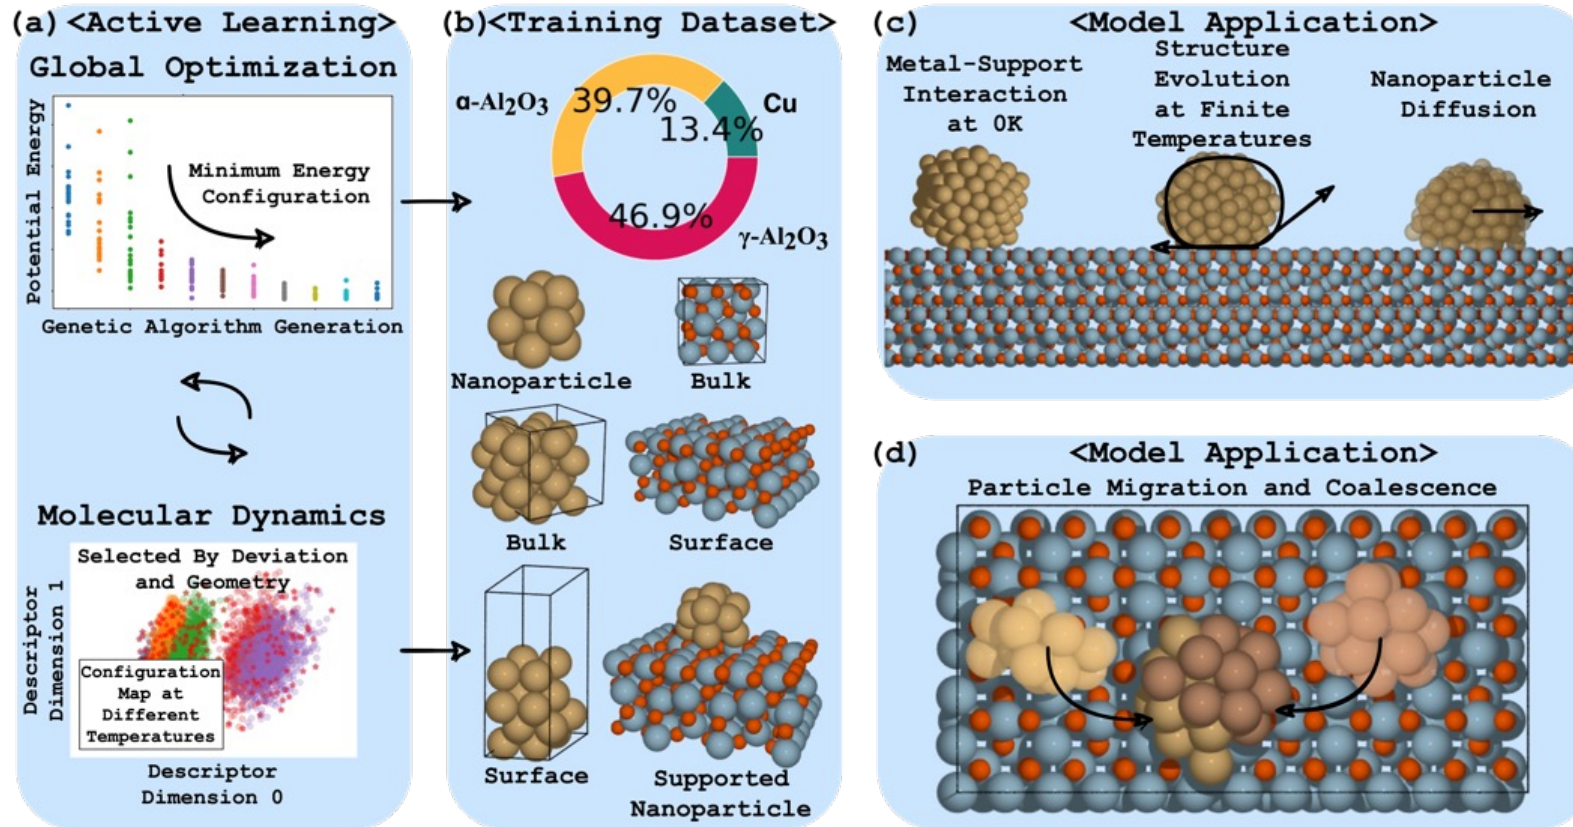 (a) <Active Learning>
Global Optimization
Potential Energy
Minimum Energy
Configuration
Genetic Algorithm Generation
Molecular Dynamics
Selected By Deviation
and Geometry
Descriptor
Dimension 1
Configuration
Map at
Different
Temperatures
Descriptor
Dimension 0
(b) <Training Dataset>
α-Al₂O₃
39.7%
Cu
13.4%
46.9%
γ-Al₂O₃
Nanoparticle
Bulk
Bulk
Surface
Surface
Supported
Nanoparticle
(c) <Model Application>
Metal-Support
Interaction
at 0K
Structure
Evolution
at Finite
Temperatures
Nanoparticle
Diffusion
(d) <Model Application>
Particle Migration and Coalescence